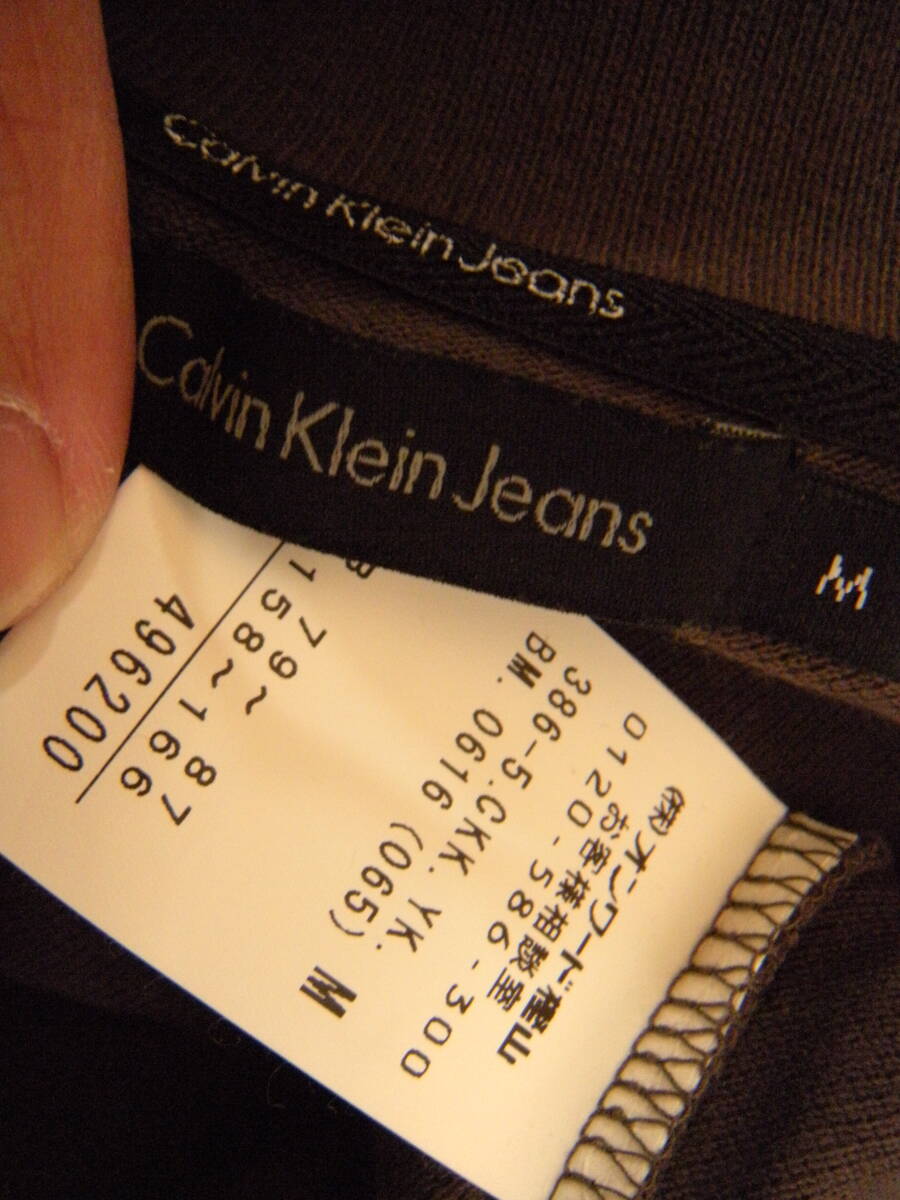 Calvin Klein Jeans
Calvin Klein Jeans
M
㈱オンワード樫山
お客様相談室
0120-586-300
386-5.CKK.YK.
BM. 0616 (065) M
79~ 87
158~166
496200